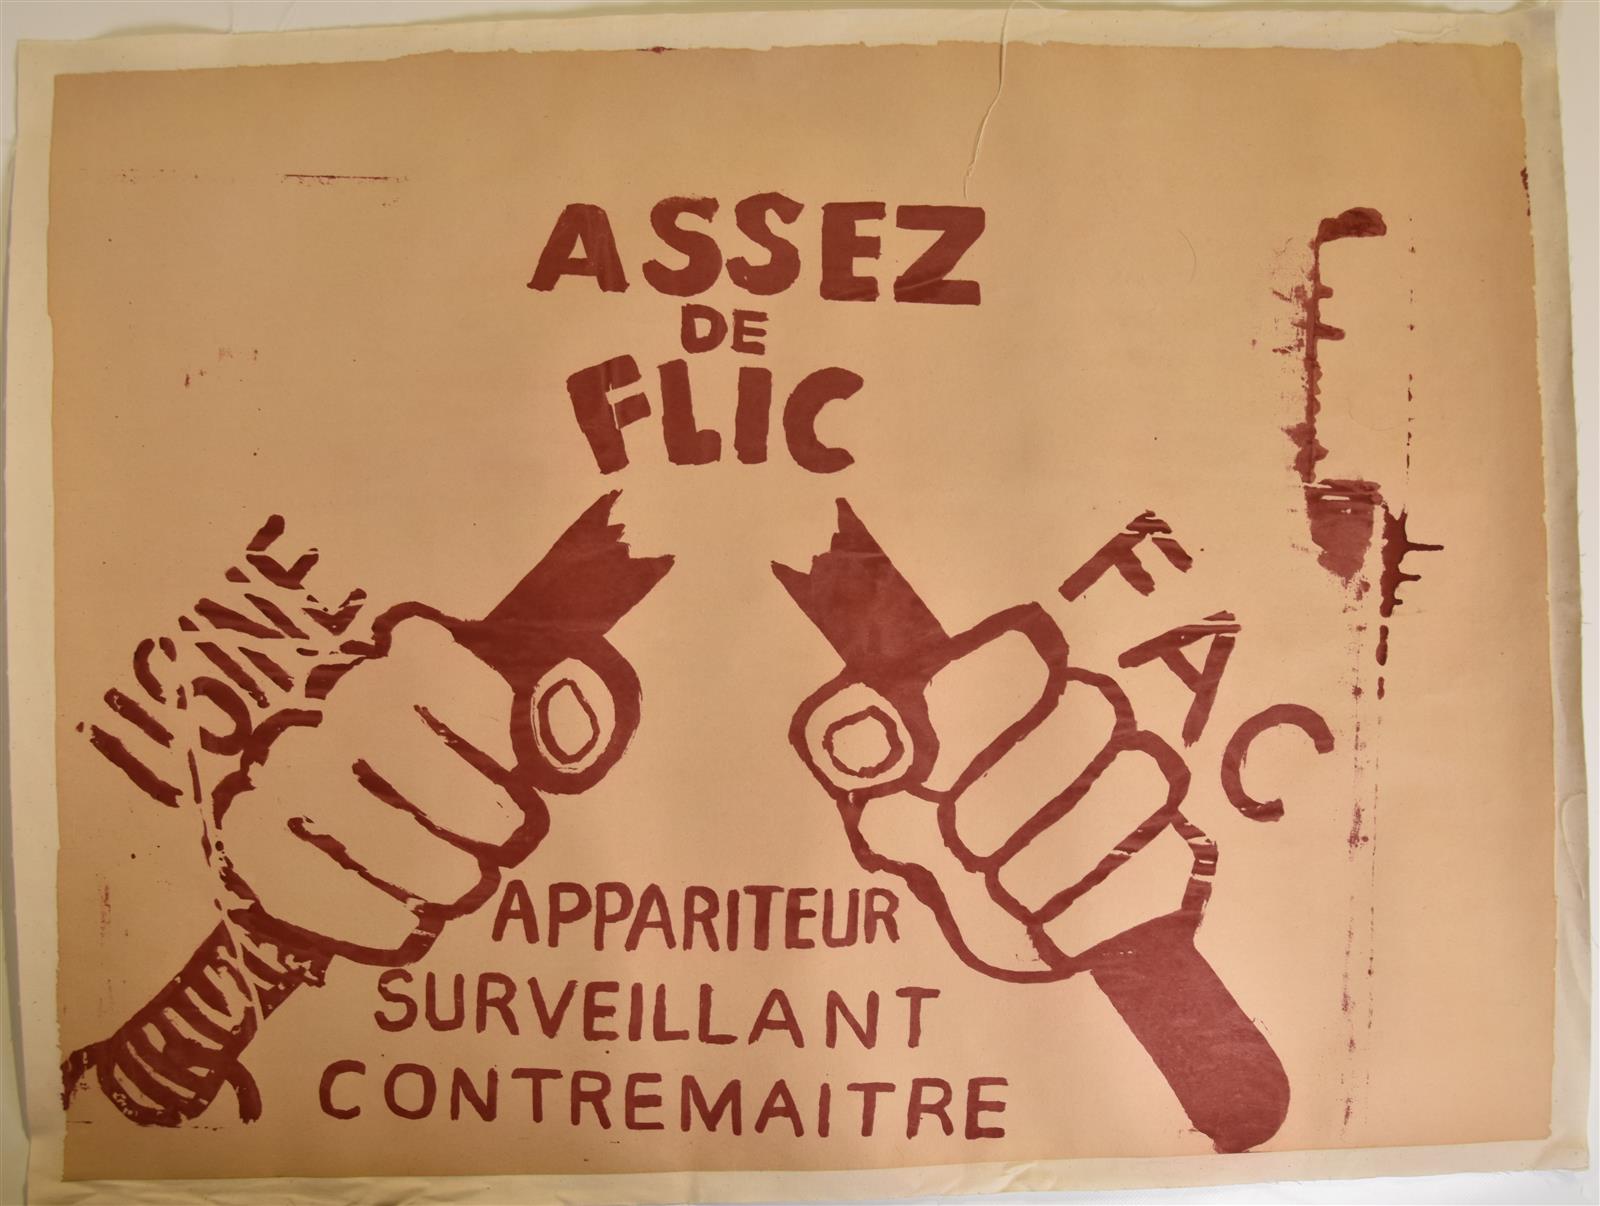 ASSEZ
DE
FLIC
USINE
FAC
APPARITEUR
SURVEILLANT
CONTREMAITRE